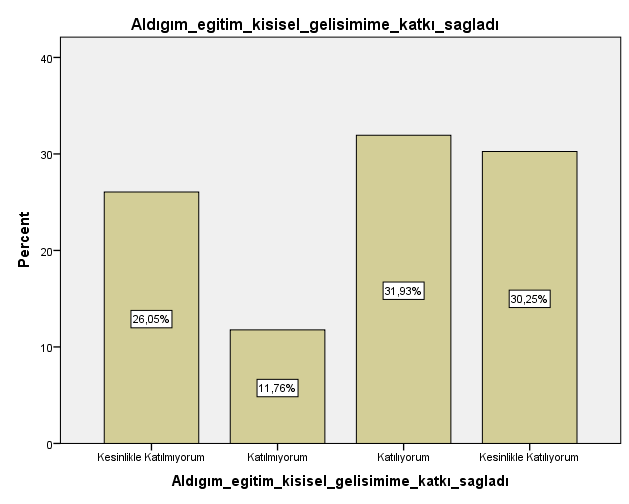 Aldıgım_egitim_kisisel_gelisimime_katkı_sagladı
40
30
20
10
0
Percent
26,05%
11,76%
31,93%
30,25%
Kesinlikle Katılmıyorum
Katılmıyorum
Katılıyorum
Kesinlikle Katılıyorum
Aldıgım_egitim_kisisel_gelisimime_katkı_sagladı